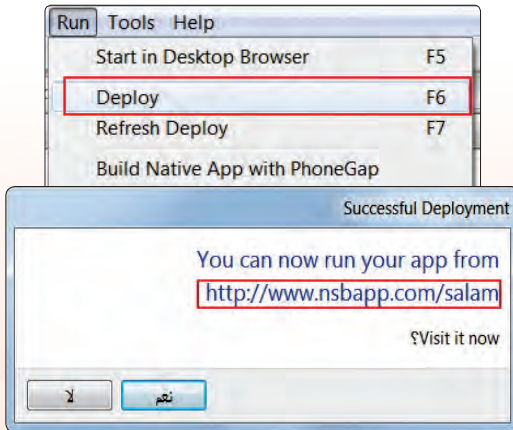 Run Tools Help
Start in Desktop Browser F5
Deploy F6
Refresh Deploy F7
Build Native App with PhoneGap
Successful Deployment
You can now run your app from
http://www.nsbapp.com/salam
؟Visit it now
لا نعم